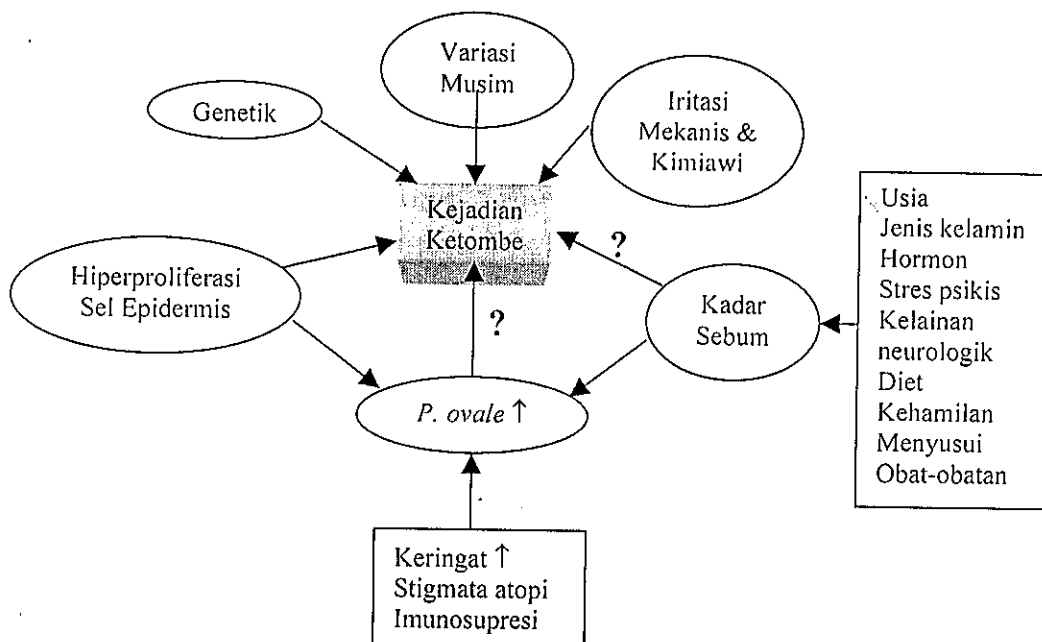 Variasi
Musim
Genetik
Iritasi
Mekanis &
Kimiawi
Kejadian
Ketombe
?
?
Hiperproliferasi
Sel Epidermis
Kadar
Sebum
Usia
Jenis kelamin
Hormon
Stres psikis
Kelainan
neurologik
Diet
Kehamilan
Menyusui
Obat-obatan
P. ovale ↑
Keringat ↑
Stigmata atopi
Imunosupresi